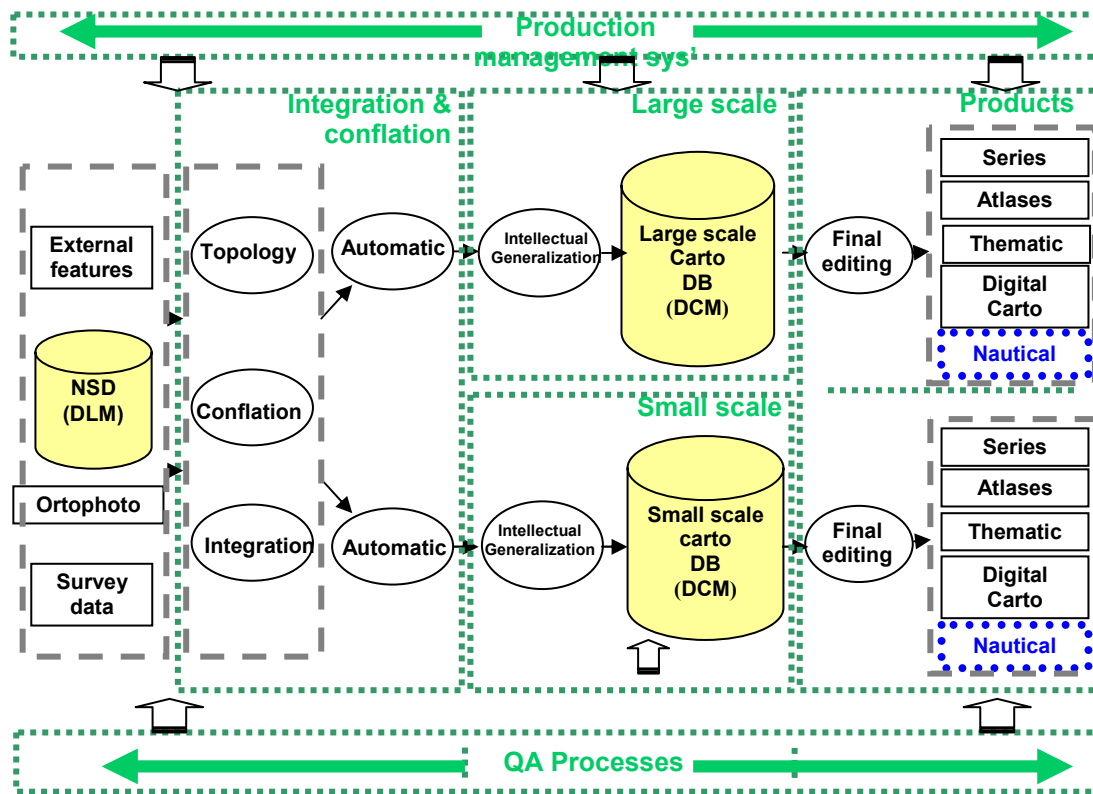 Production
management sys'
Integration &
conflation
Large scale
Products
External
features
NSD
(DLM)
Ortophoto
Survey
data
Topology
Conflation
Integration
Automatic
Automatic
Intellectual
Generalization
Large scale
Carto
DB
(DCM)
Final
editing
Series
Atlases
Thematic
Digital
Carto
Nautical
Small scale
Intellectual
Generalization
Small scale
carto
DB
(DCM)
Final
editing
Series
Atlases
Thematic
Digital
Carto
Nautical
QA Processes